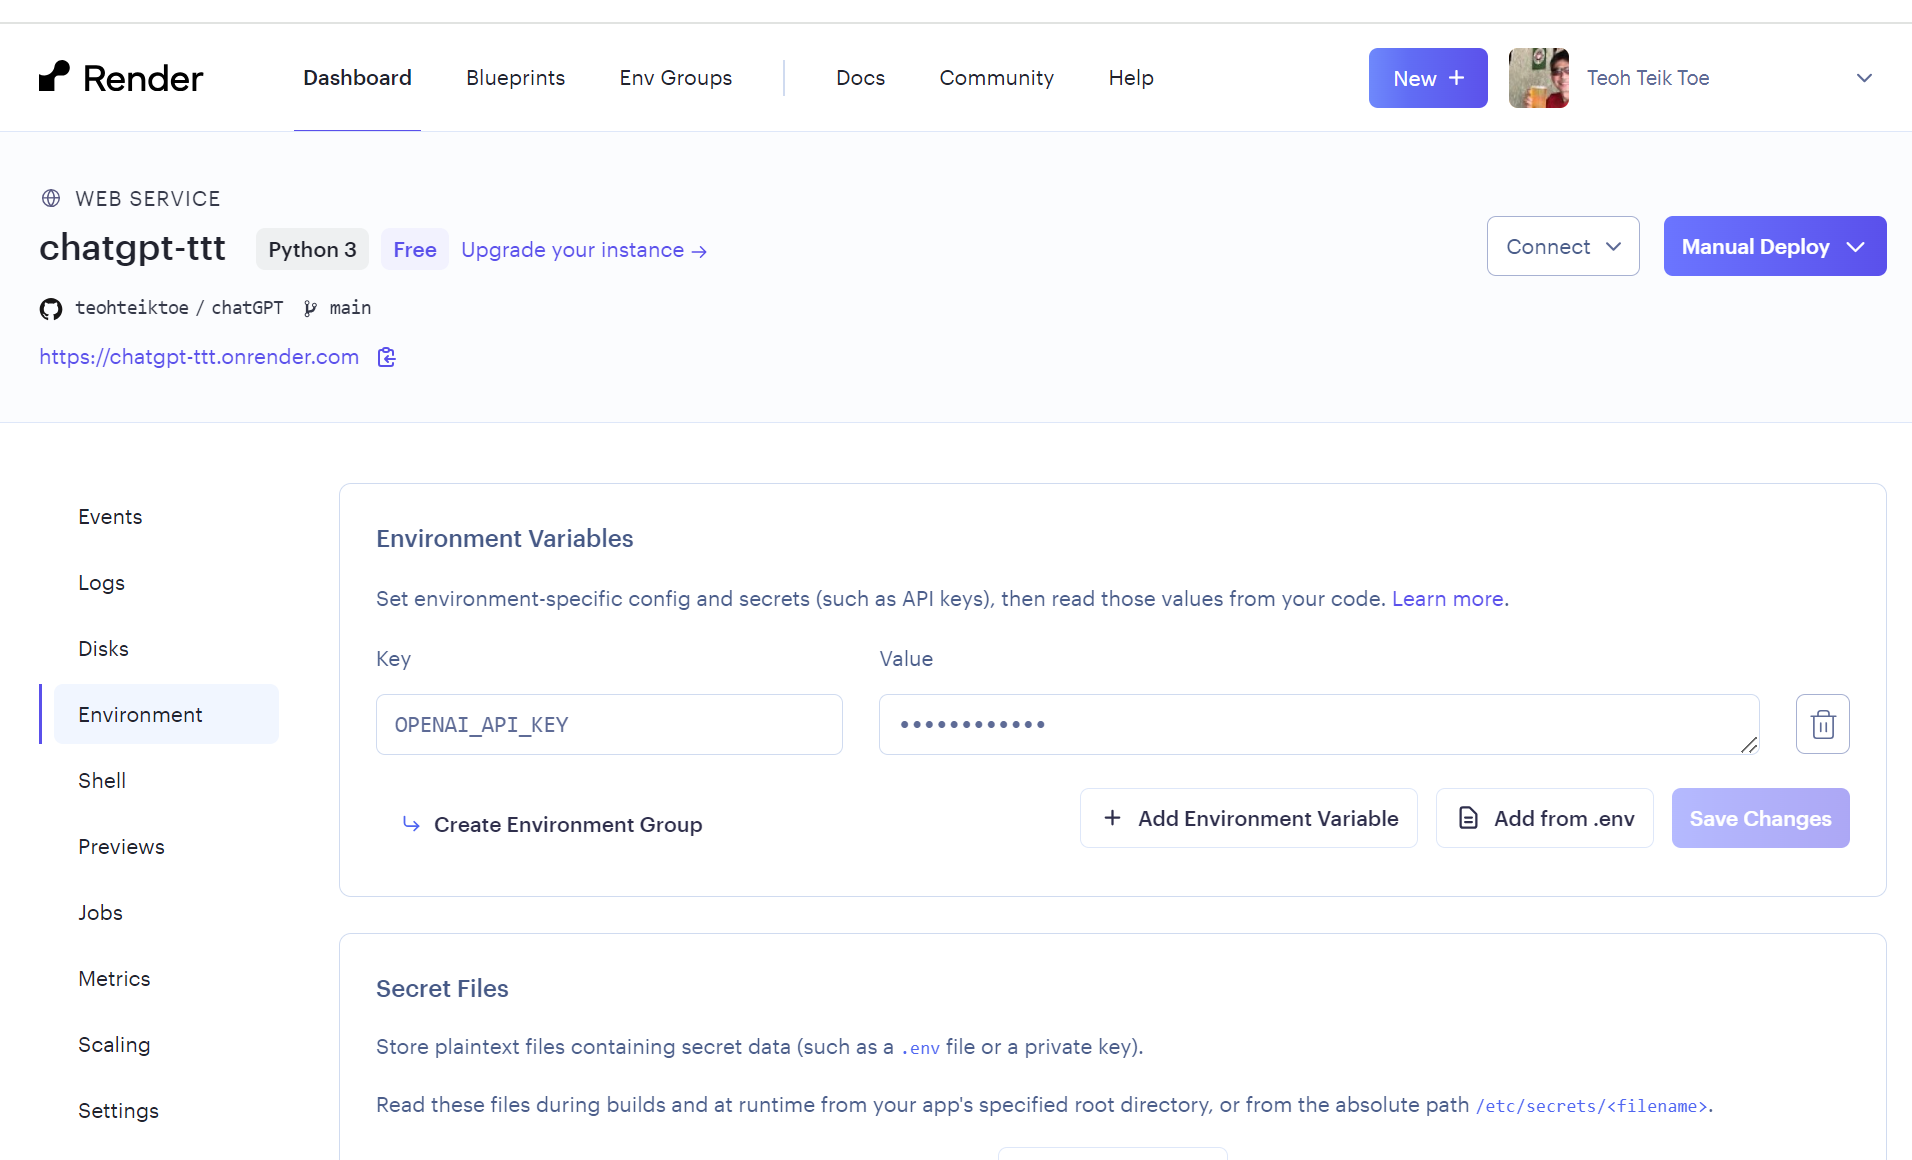 Render
Dashboard
Blueprints
Env Groups
Docs
Community
Help
New +
Teoh Teik Toe
WEB SERVICE
chatgpt-ttt
Python 3
Free
Upgrade your instance →
Connect
Manual Deploy
teohteiktoe / chatGPT
main
https://chatgpt-ttt.onrender.com
Events
Logs
Disks
Environment
Shell
Previews
Jobs
Metrics
Scaling
Settings
Environment Variables
Set environment-specific config and secrets (such as API keys), then read those values from your code. Learn more.
Key
Value
OPENAI_API_KEY
••••••••••••
Create Environment Group
+ Add Environment Variable
Add from .env
Save Changes
Secret Files
Store plaintext files containing secret data (such as a .env file or a private key).
Read these files during builds and at runtime from your app's specified root directory, or from the absolute path /etc/secrets/<filename>.